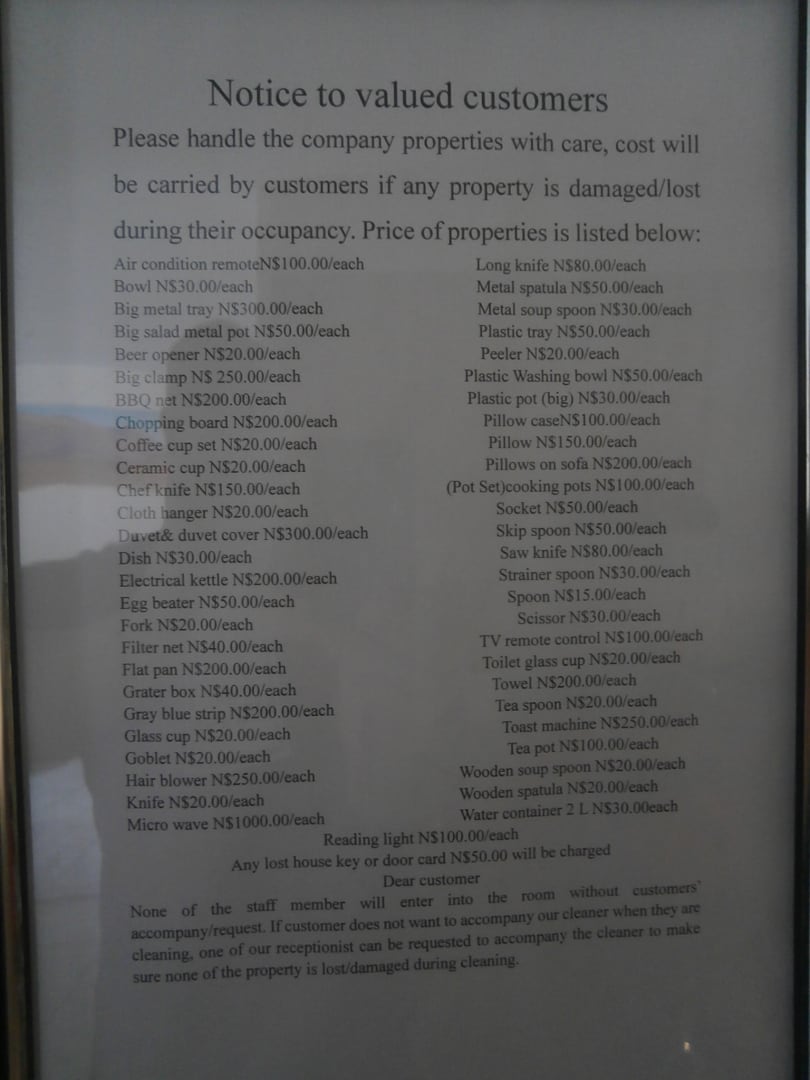 Notice to valued customers
Please handle the company properties with care, cost will
be carried by customers if any property is damaged/lost
during their occupancy. Price of properties is listed below:
Air condition remoteN$100.00/each
Bowl N$30.00/each
Big metal tray N$300.00/each
Big salad metal pot N$50.00/each
Beer opener N$20.00/each
Big clamp N$ 250.00/each
BBQ net N$200.00/each
Chopping board N$200.00/each
Coffee cup set N$20.00/each
Ceramic cup N$20.00/each
Chef knife N$150.00/each
Cloth hanger N$20.00/each
Duvet& duvet cover N$300.00/each
Dish N$30.00/each
Electrical kettle N$200.00/each
Egg beater N$50.00/each
Fork N$20.00/each
Filter net N$40.00/each
Flat pan N$200.00/each
Grater box N$40.00/each
Gray blue strip N$200.00/each
Glass cup N$20.00/each
Goblet N$20.00/each
Hair blower N$250.00/each
Knife N$20.00/each
Micro wave N$1000.00/each
Long knife N$80.00/each
Metal spatula N$50.00/each
Metal soup spoon N$30.00/each
Plastic tray N$50.00/each
Peeler N$20.00/each
Plastic Washing bowl N$50.00/each
Plastic pot (big) N$30.00/each
Pillow caseN$100.00/each
Pillow N$150.00/each
Pillows on sofa N$200.00/each
(Pot Set)cooking pots N$100.00/each
Socket N$50.00/each
Skip spoon N$50.00/each
Saw knife N$80.00/each
Strainer spoon N$30.00/each
Spoon N$15.00/each
Scissor N$30.00/each
TV remote control N$100.00/each
Toilet glass cup N$20.00/each
Towel N$200.00/each
Tea spoon N$20.00/each
Toast machine N$250.00/each
Tea pot N$100.00/each
Wooden soup spoon N$20.00/each
Wooden spatula N$20.00/each
Water container 2 L N$30.00each
Reading light N$100.00/each
Any lost house key or door card N$50.00 will be charged
Dear customer
None of the staff member will enter into the room without customers'
accompany/request. If customer does not want to accompany our cleaner when they are
cleaning, one of our receptionist can be requested to accompany the cleaner to make
sure none of the property is lost/damaged during cleaning.